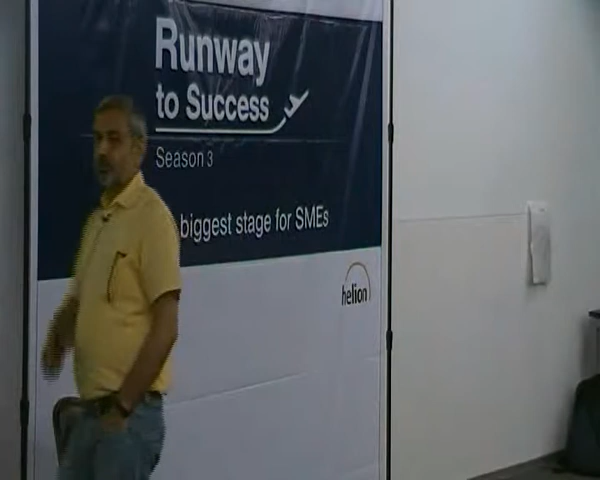 Runway
to Success
Season 3
biggest stage for SMEs
helion